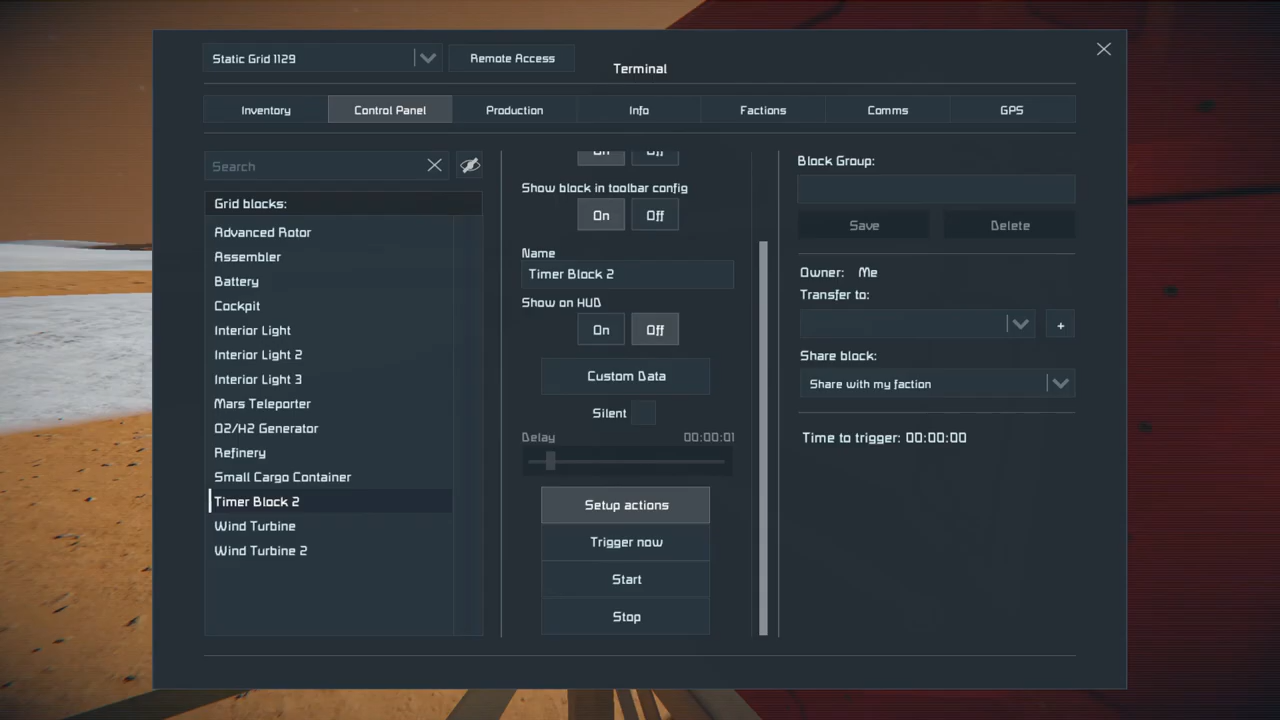 Static Grid 1129
Remote Access
Terminal
Inventory
Control Panel
Production
Info
Factions
Comms
GPS
Search
Grid blocks:
Advanced Rotor
Assembler
Battery
Cockpit
Interior Light
Interior Light 2
Interior Light 3
Mars Teleporter
O2/H2 Generator
Refinery
Small Cargo Container
Timer Block 2
Wind Turbine
Wind Turbine 2
On Off
Show block in toolbar config
On Off
Name
Timer Block 2
Show on HUD
On Off
Custom Data
Silent
Delay 00:00:01
Setup actions
Trigger now
Start
Stop
Block Group:
Save Delete
Owner: Me
Transfer to:
+
Share block:
Share with my faction
Time to trigger: 00:00:00